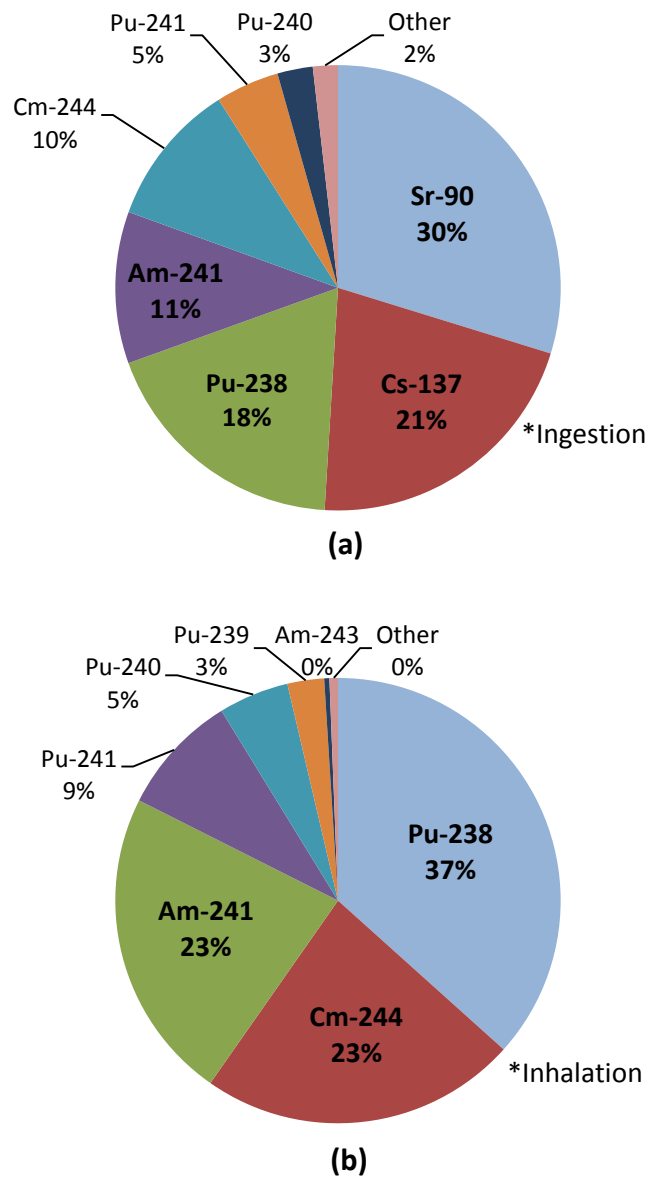 Pu-241
5%
Pu-240
3%
Other
2%
Cm-244
10%
Sr-90
30%
Am-241
11%
Pu-238
18%
Cs-137
21%
*Ingestion
(a)
Pu-239
3%
Am-243
0%
Other
0%
Pu-240
5%
Pu-241
9%
Pu-238
37%
Am-241
23%
Cm-244
23%
*Inhalation
(b)